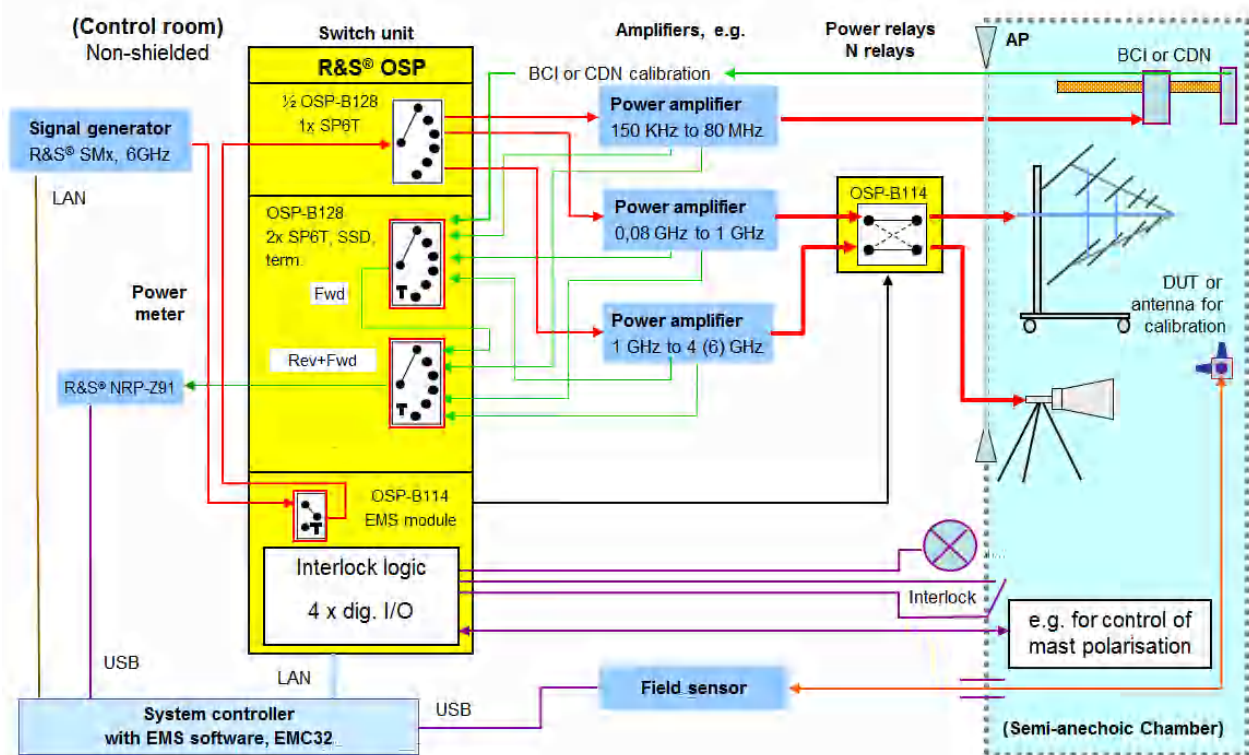 (Control room)
Non-shielded
Switch unit
Amplifiers, e.g.
Power relays
N relays
AP
R&S® OSP
BCI or CDN calibration
BCI or CDN
½ OSP-B128
1x SP6T
Power amplifier
150 KHz to 80 MHz
Signal generator
R&S® SMx, 6GHz
LAN
OSP-B114
OSP-B128
2x SP6T, SSD,
term.
T
Fwd
Power amplifier
0,08 GHz to 1 GHz
DUT or
antenna for
calibration
Power
meter
Power amplifier
1 GHz to 4 (6) GHz
Rev+Fwd
T
R&S® NRP-Z91
OSP-B114
EMS module
T
Interlock logic
4 x dig. I/O
Interlock
e.g. for control of
mast polarisation
USB
LAN
USB
Field sensor
System controller
with EMS software, EMC32
(Semi-anechoic Chamber)